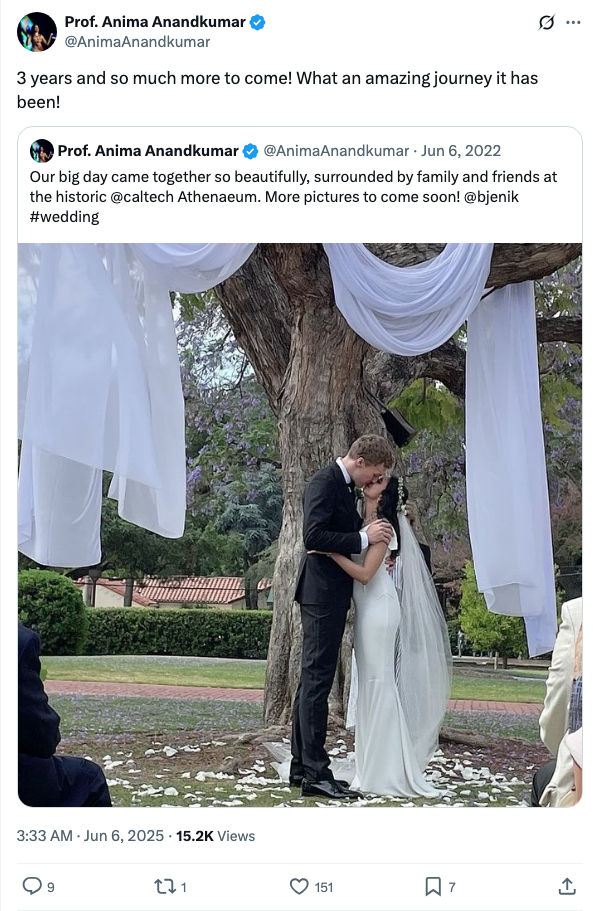 Prof. Anima Anandkumar
@AnimaAnandkumar
3 years and so much more to come! What an amazing journey it has
been!
Prof. Anima Anandkumar @AnimaAnandkumar · Jun 6, 2022
Our big day came together so beautifully, surrounded by family and friends at
the historic @caltech Athenaeum. More pictures to come soon! @bjenik
#wedding
3:33 AM · Jun 6, 2025 · 15.2K Views
9 1 151 7